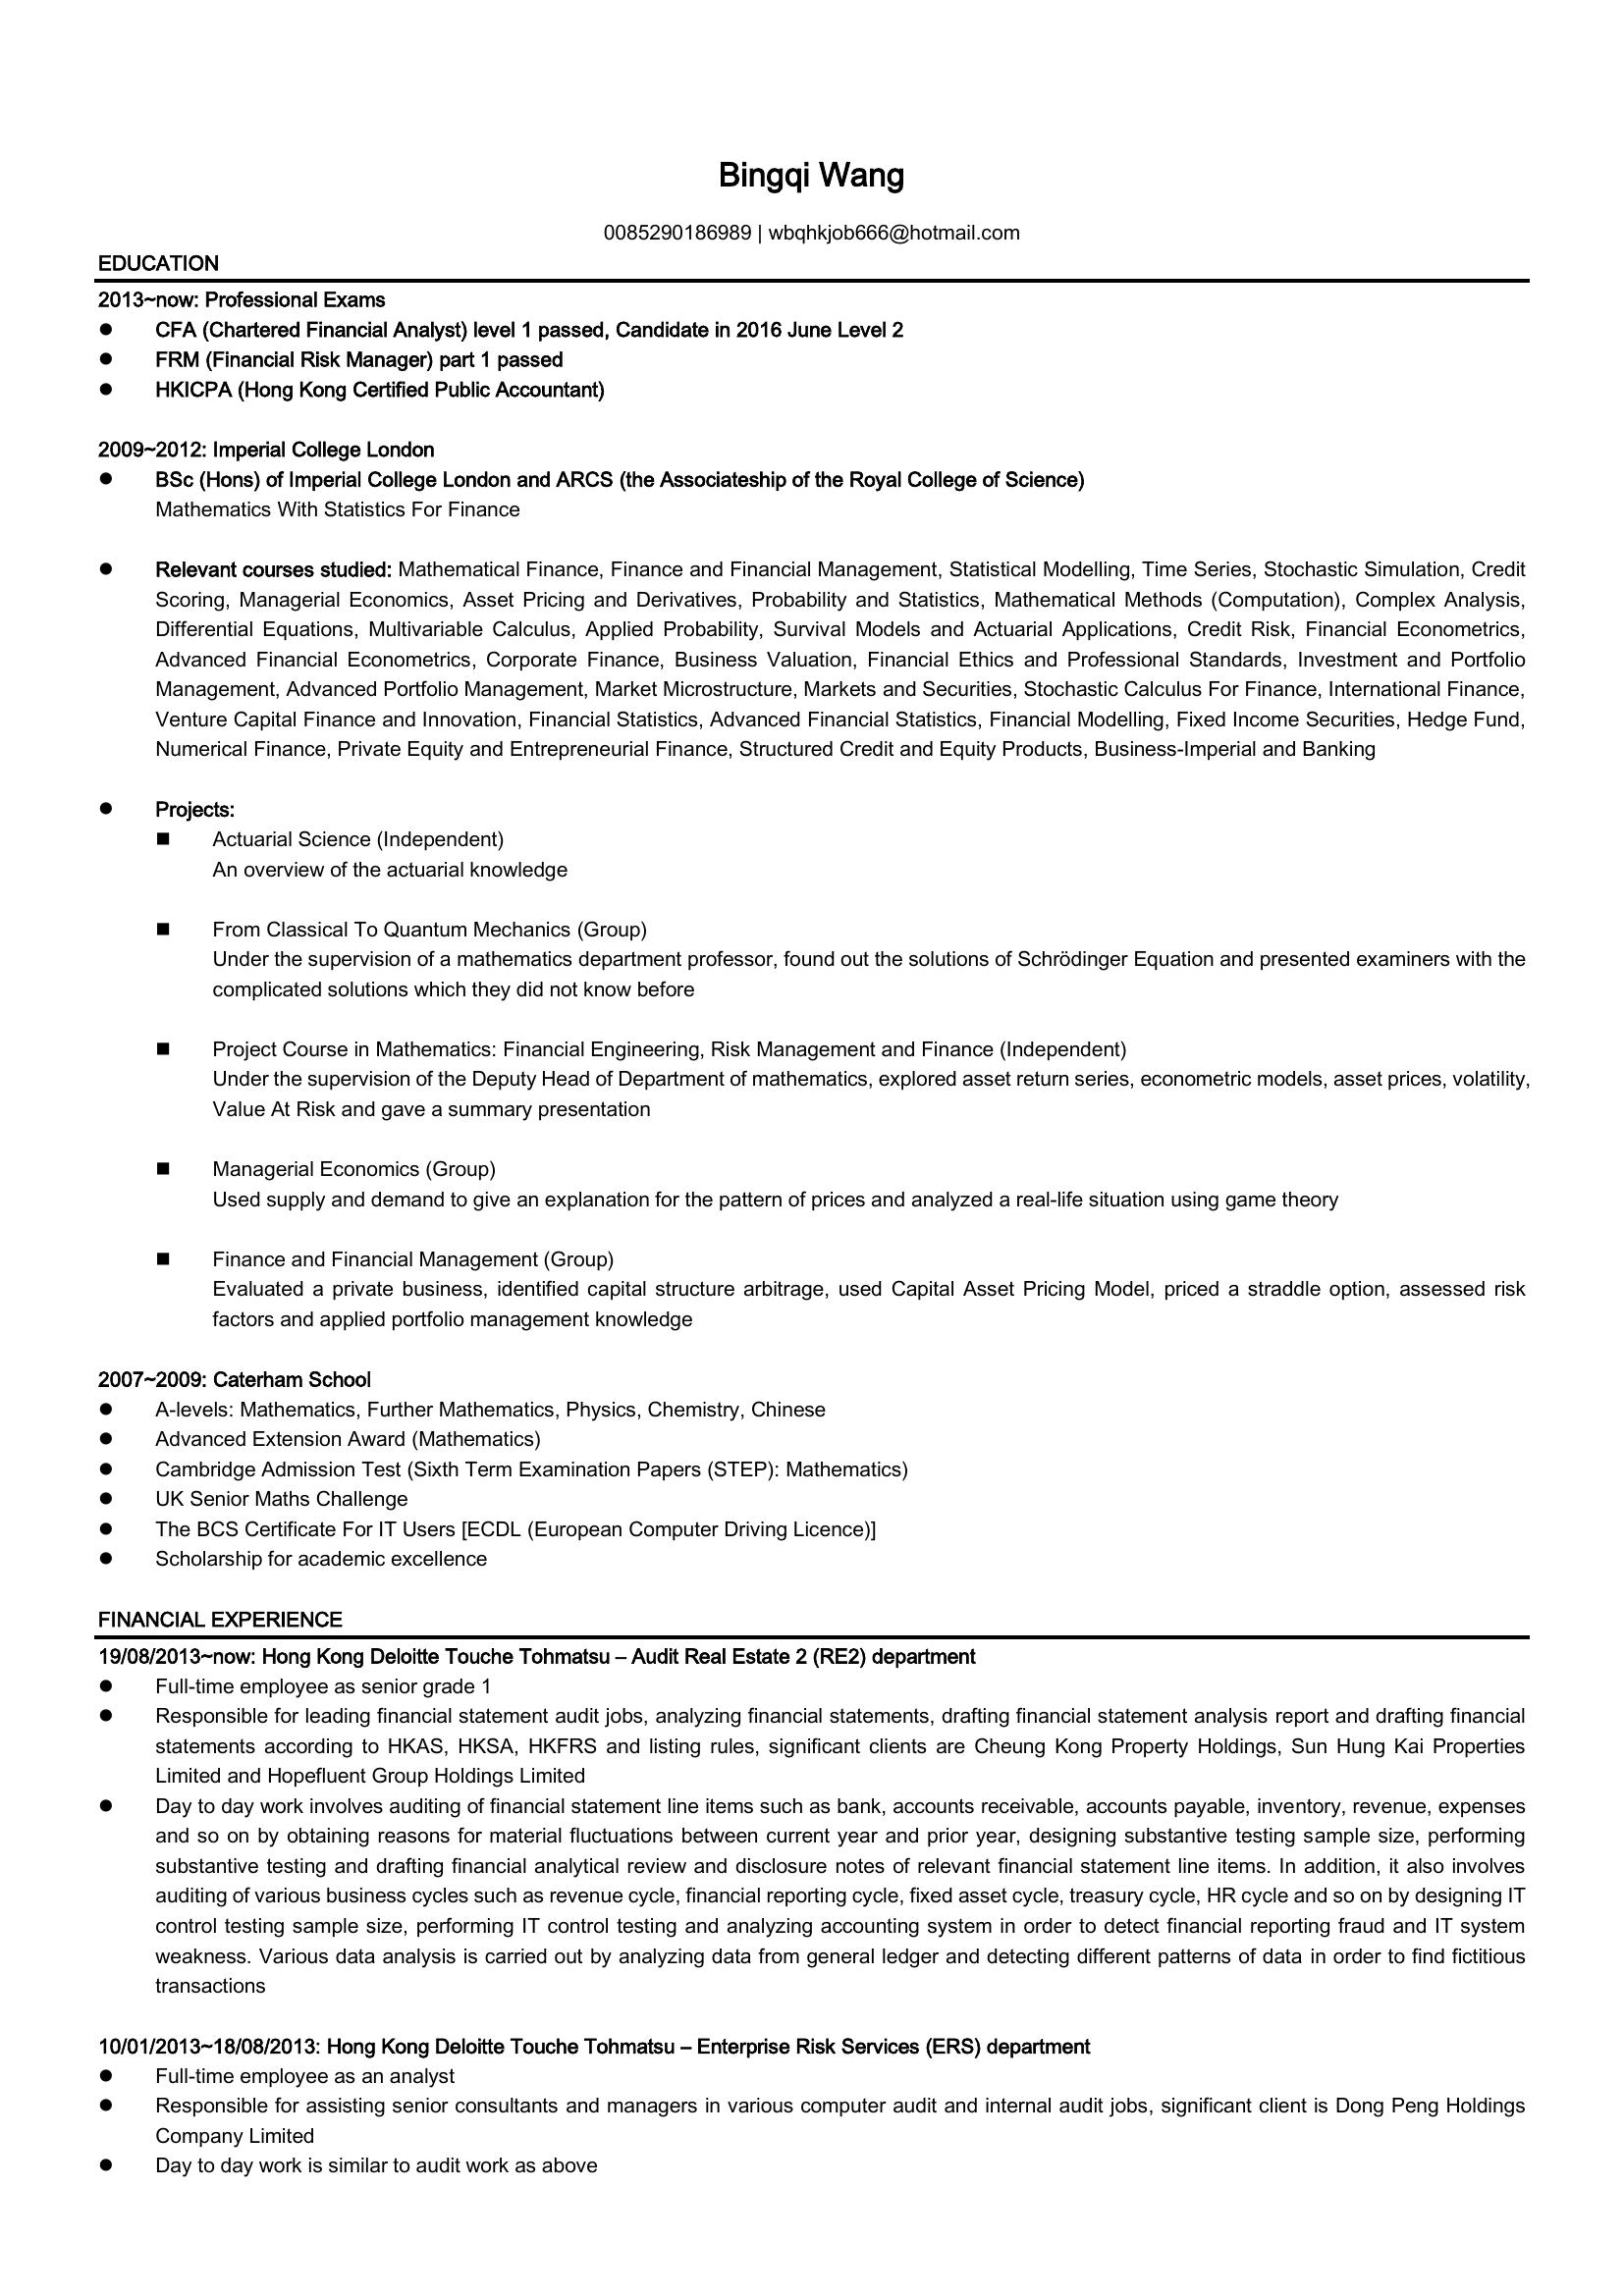 Bingqi Wang
0085290186989 | wbqhkjob666@hotmail.com
EDUCATION
2013~now: Professional Exams
● CFA (Chartered Financial Analyst) level 1 passed, Candidate in 2016 June Level 2
● FRM (Financial Risk Manager) part 1 passed
● HKICPA (Hong Kong Certified Public Accountant)
2009~2012: Imperial College London
● BSc (Hons) of Imperial College London and ARCS (the Associateship of the Royal College of Science)
Mathematics With Statistics For Finance
● Relevant courses studied: Mathematical Finance, Finance and Financial Management, Statistical Modelling, Time Series, Stochastic Simulation, Credit
Scoring, Managerial Economics, Asset Pricing and Derivatives, Probability and Statistics, Mathematical Methods (Computation), Complex Analysis,
Differential Equations, Multivariable Calculus, Applied Probability, Survival Models and Actuarial Applications, Credit Risk, Financial Econometrics,
Advanced Financial Econometrics, Corporate Finance, Business Valuation, Financial Ethics and Professional Standards, Investment and Portfolio
Management, Advanced Portfolio Management, Market Microstructure, Markets and Securities, Stochastic Calculus For Finance, International Finance,
Venture Capital Finance and Innovation, Financial Statistics, Advanced Financial Statistics, Financial Modelling, Fixed Income Securities, Hedge Fund,
Numerical Finance, Private Equity and Entrepreneurial Finance, Structured Credit and Equity Products, Business-Imperial and Banking
● Projects:
■ Actuarial Science (Independent)
An overview of the actuarial knowledge
■ From Classical To Quantum Mechanics (Group)
Under the supervision of a mathematics department professor, found out the solutions of Schrödinger Equation and presented examiners with the
complicated solutions which they did not know before
■ Project Course in Mathematics: Financial Engineering, Risk Management and Finance (Independent)
Under the supervision of the Deputy Head of Department of mathematics, explored asset return series, econometric models, asset prices, volatility,
Value At Risk and gave a summary presentation
■ Managerial Economics (Group)
Used supply and demand to give an explanation for the pattern of prices and analyzed a real-life situation using game theory
■ Finance and Financial Management (Group)
Evaluated a private business, identified capital structure arbitrage, used Capital Asset Pricing Model, priced a straddle option, assessed risk
factors and applied portfolio management knowledge
2007~2009: Caterham School
● A-levels: Mathematics, Further Mathematics, Physics, Chemistry, Chinese
● Advanced Extension Award (Mathematics)
● Cambridge Admission Test (Sixth Term Examination Papers (STEP): Mathematics)
● UK Senior Maths Challenge
● The BCS Certificate For IT Users [ECDL (European Computer Driving Licence)]
● Scholarship for academic excellence
FINANCIAL EXPERIENCE
19/08/2013~now: Hong Kong Deloitte Touche Tohmatsu – Audit Real Estate 2 (RE2) department
● Full-time employee as senior grade 1
● Responsible for leading financial statement audit jobs, analyzing financial statements, drafting financial statement analysis report and drafting financial
statements according to HKAS, HKSA, HKFRS and listing rules, significant clients are Cheung Kong Property Holdings, Sun Hung Kai Properties
Limited and Hopefluent Group Holdings Limited
● Day to day work involves auditing of financial statement line items such as bank, accounts receivable, accounts payable, inventory, revenue, expenses
and so on by obtaining reasons for material fluctuations between current year and prior year, designing substantive testing sample size, performing
substantive testing and drafting financial analytical review and disclosure notes of relevant financial statement line items. In addition, it also involves
auditing of various business cycles such as revenue cycle, financial reporting cycle, fixed asset cycle, treasury cycle, HR cycle and so on by designing IT
control testing sample size, performing IT control testing and analyzing accounting system in order to detect financial reporting fraud and IT system
weakness. Various data analysis is carried out by analyzing data from general ledger and detecting different patterns of data in order to find fictitious
transactions
10/01/2013~18/08/2013: Hong Kong Deloitte Touche Tohmatsu – Enterprise Risk Services (ERS) department
● Full-time employee as an analyst
● Responsible for assisting senior consultants and managers in various computer audit and internal audit jobs, significant client is Dong Peng Holdings
Company Limited
● Day to day work is similar to audit work as above